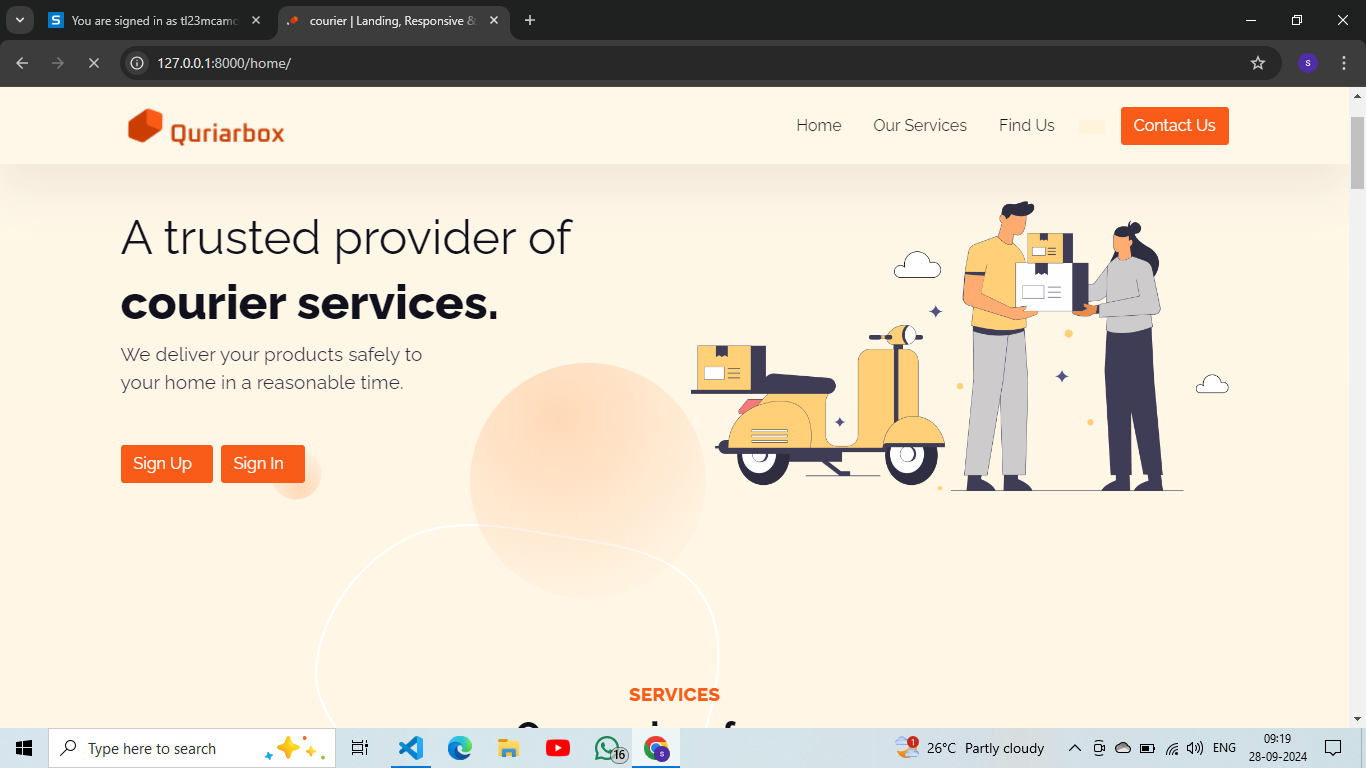 You are signed in as tl23mcamc
courier | Landing, Responsive &
127.0.0.1:8000/home/
s
Quriarbox
Home
Our Services
Find Us
Contact Us
A trusted provider of
courier services.
We deliver your products safely to
your home in a reasonable time.
Sign Up
Sign In
SERVICES
Type here to search
16
s
1
26°C Partly cloudy
ENG
09:19
28-09-2024